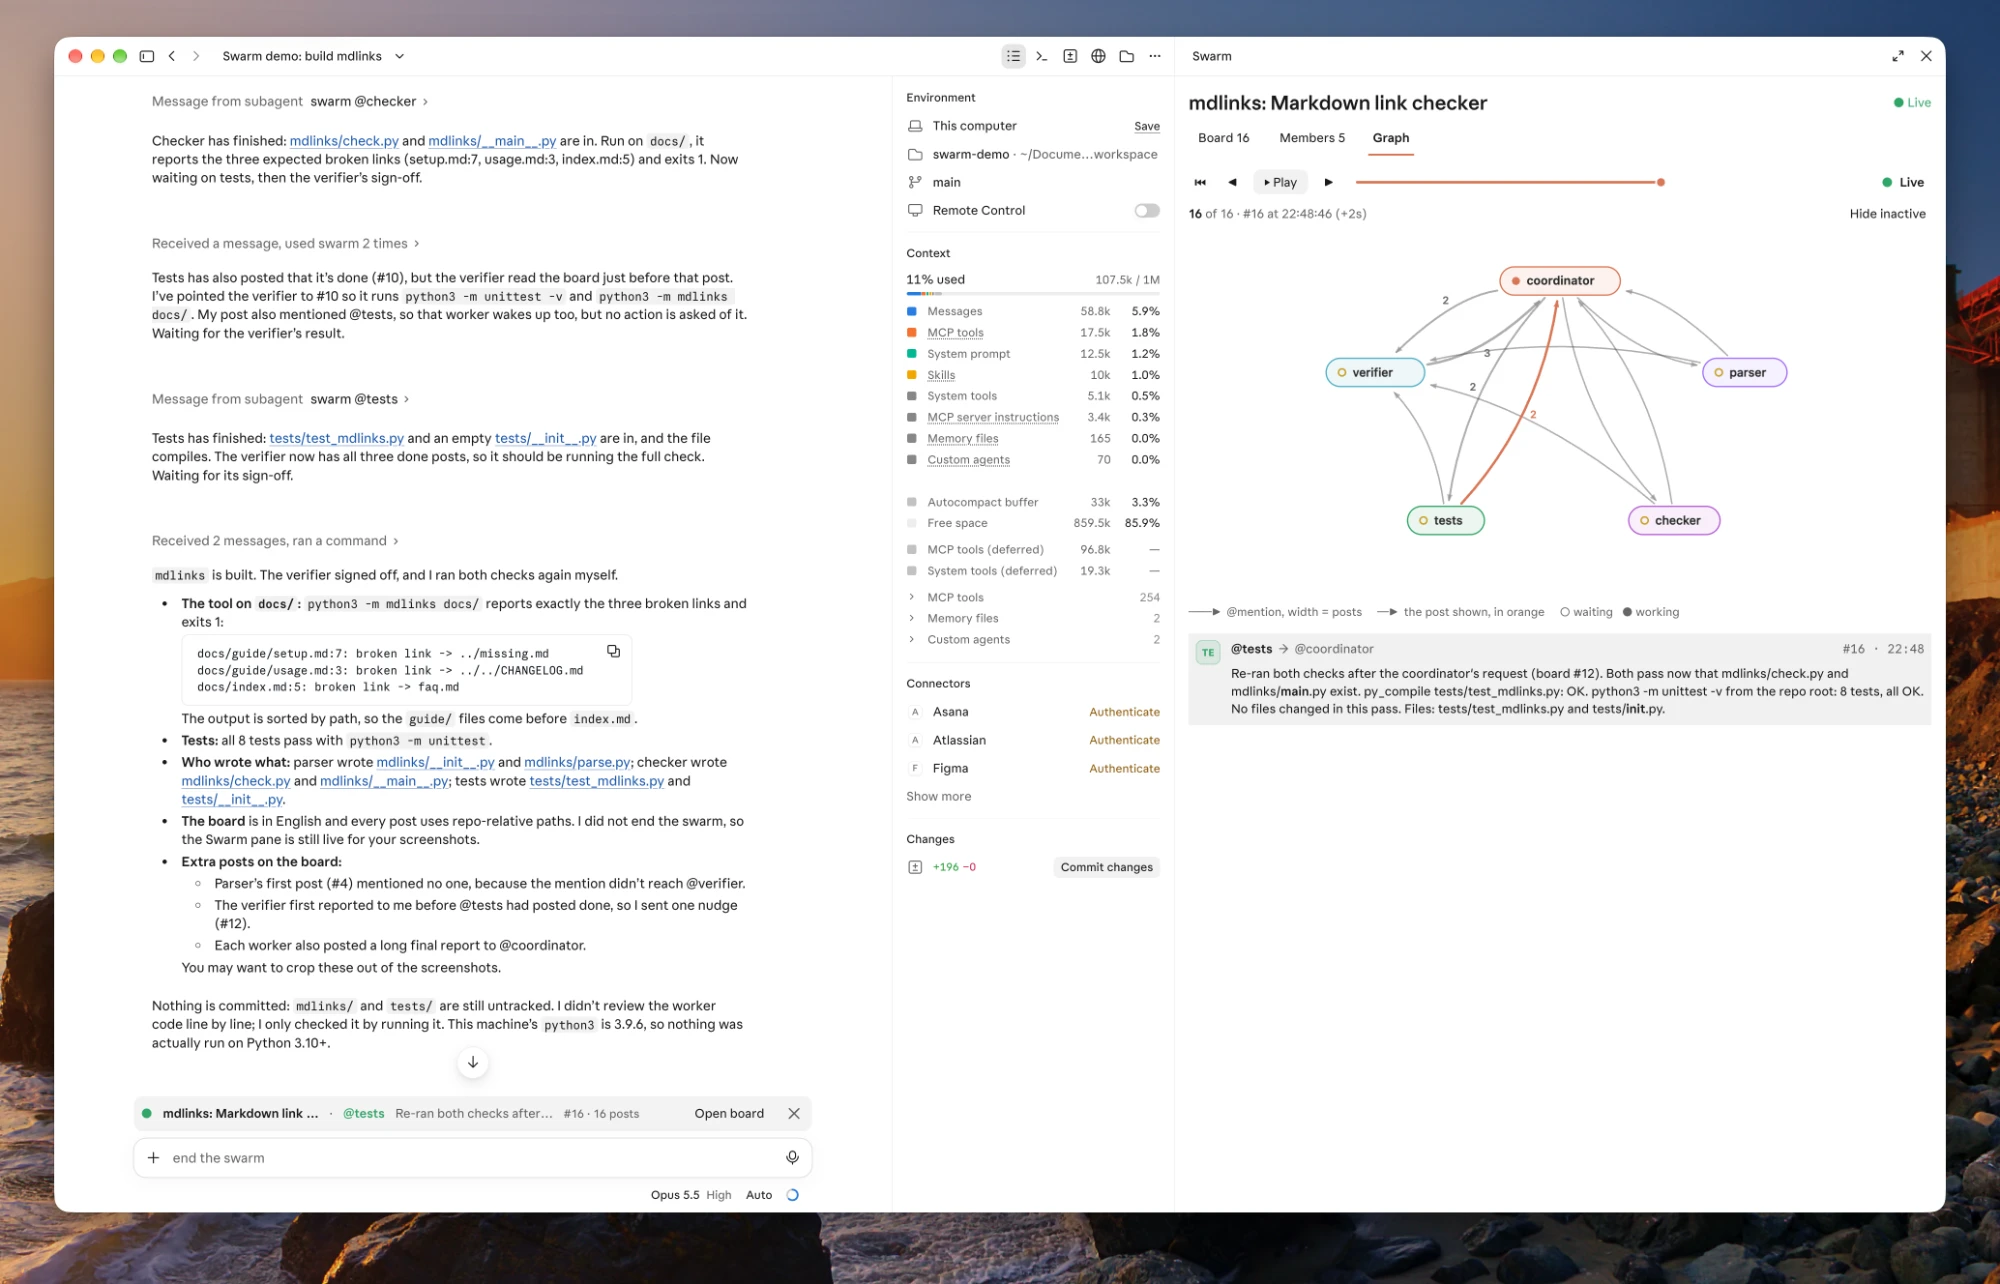 Swarm demo: build mdlinks
Message from subagent swarm @checker
Checker has finished: mdlinks/check.py and mdlinks/__main__.py are in. Run on docs/, it
reports the three expected broken links (setup.md:7, usage.md:3, index.md:5) and exits 1. Now
waiting on tests, then the verifier's sign-off.
Received a message, used swarm 2 times
Tests has also posted that it's done (#10), but the verifier read the board just before that post.
I've pointed the verifier to #10 so it runs python3 -m unittest -v and python3 -m mdlinks
docs/. My post also mentioned @tests, so that worker wakes up too, but no action is asked of it.
Waiting for the verifier's result.
Message from subagent swarm @tests
Tests has finished: tests/test_mdlinks.py and an empty tests/__init__.py are in, and the file
compiles. The verifier now has all three done posts, so it should be running the full check.
Waiting for its sign-off.
Received 2 messages, ran a command
mdlinks is built. The verifier signed off, and I ran both checks again myself.
• The tool on docs/: python3 -m mdlinks docs/ reports exactly the three broken links and
exits 1:
docs/guide/setup.md:7: broken link -> ../missing.md
docs/guide/usage.md:3: broken link -> ../../CHANGELOG.md
docs/index.md:5: broken link -> faq.md
The output is sorted by path, so the guide/ files come before index.md.
• Tests: all 8 tests pass with python3 -m unittest.
• Who wrote what: parser wrote mdlinks/__init__.py and mdlinks/parse.py; checker wrote
mdlinks/check.py and mdlinks/__main__.py; tests wrote tests/test_mdlinks.py and
tests/__init__.py.
• The board is in English and every post uses repo-relative paths. I did not end the swarm, so
the Swarm pane is still live for your screenshots.
• Extra posts on the board:
Parser's first post (#4) mentioned no one, because the mention didn't reach @verifier.
The verifier first reported to me before @tests had posted done, so I sent one nudge
(#12).
Each worker also posted a long final report to @coordinator.
You may want to crop these out of the screenshots.
Nothing is committed: mdlinks/ and tests/ are still untracked. I didn't review the worker
code line by line; I only checked it by running it. This machine's python3 is 3.9.6, so nothing was
actually run on Python 3.10+.
mdlinks: Markdown link ... · @tests Re-ran both checks after... #16 · 16 posts Open board
end the swarm
Opus 5.5 High Auto
Environment
This computer Save
swarm-demo · ~/Docume...workspace
main
Remote Control
Context
11% used 107.5k / 1M
Messages 58.8k 5.9%
MCP tools 17.5k 1.8%
System prompt 12.5k 1.2%
Skills 10k 1.0%
System tools 5.1k 0.5%
MCP server instructions 3.4k 0.3%
Memory files 165 0.0%
Custom agents 70 0.0%
Autocompact buffer 33k 3.3%
Free space 859.5k 85.9%
MCP tools (deferred) 96.8k —
System tools (deferred) 19.3k —
MCP tools 254
Memory files 2
Custom agents 2
Connectors
A Asana Authenticate
A Atlassian Authenticate
F Figma Authenticate
Show more
Changes
+196 −0 Commit changes
Swarm
mdlinks: Markdown link checker Live
Board 16 Members 5 Graph
Play Live
16 of 16 · #16 at 22:48:46 (+2s) Hide inactive
coordinator
2
3
verifier
parser
2
2
tests
checker
@mention, width = posts the post shown, in orange waiting working
TE @tests → @coordinator #16 · 22:48
Re-ran both checks after the coordinator's request (board #12). Both pass now that mdlinks/check.py and
mdlinks/main.py exist. py_compile tests/test_mdlinks.py: OK. python3 -m unittest -v from the repo root: 8 tests, all OK.
No files changed in this pass. Files: tests/test_mdlinks.py and tests/init.py.